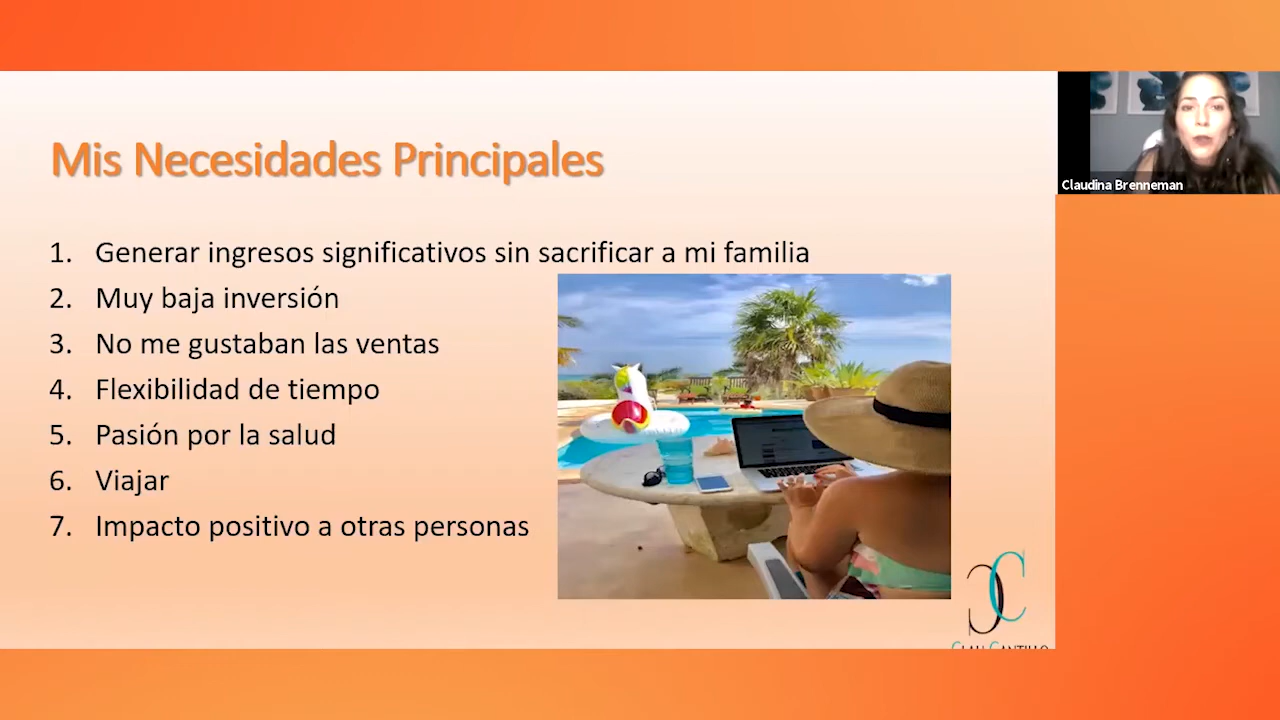 Mis Necesidades Principales
1. Generar ingresos significativos sin sacrificar a mi familia
2. Muy baja inversión
3. No me gustaban las ventas
4. Flexibilidad de tiempo
5. Pasión por la salud
6. Viajar
7. Impacto positivo a otras personas
Claudina Brenneman